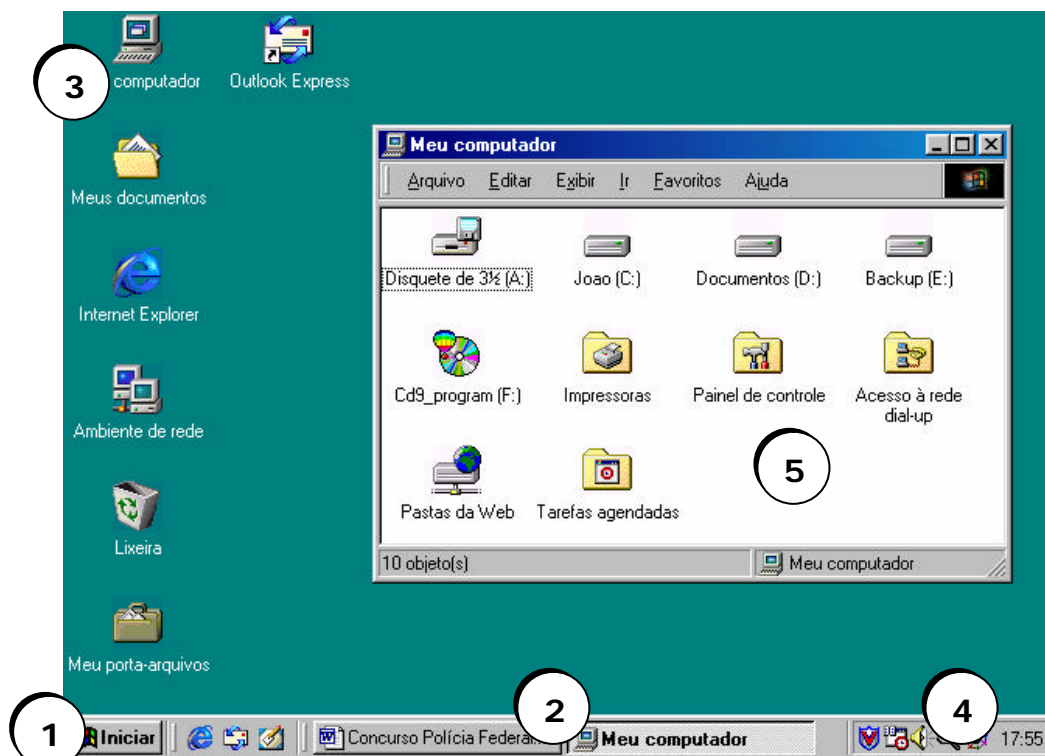 3
computador
Outlook Express
Meus documentos
Internet Explorer
Ambiente de rede
Lixeira
Meu porta-arquivos
Meu computador
Arquivo Editar Exibir Ir Favoritos Ajuda
Disquete de 3½ (A:) Joao (C:) Documentos (D:) Backup (E:)
Cd9_program (F:) Impressoras Painel de controle Acesso à rede
dial-up
5
Pastas da Web Tarefas agendadas
10 objeto(s) Meu computador
1
Iniciar
Concurso Polícia Federal
2
Meu computador
4
17:55